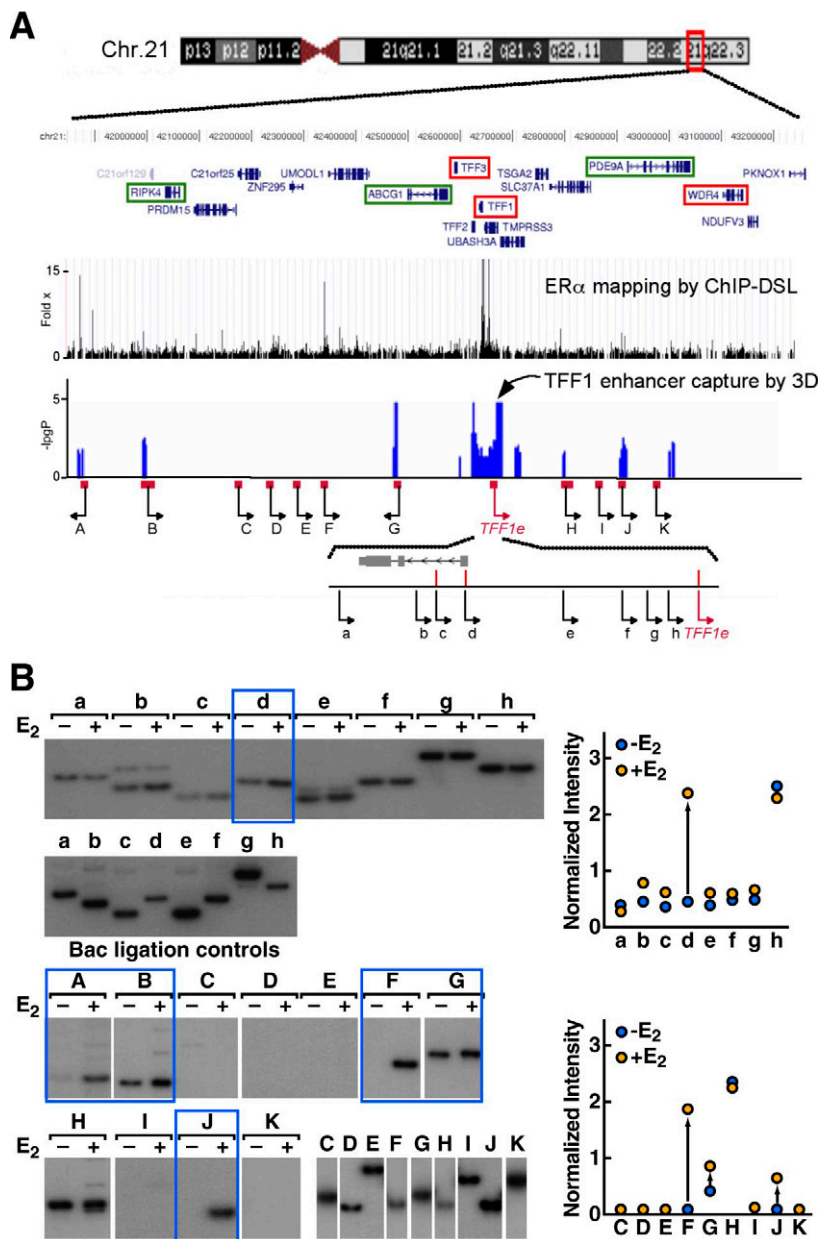 A
Chr.21
p13 p12 p11.2 21q21.1 21.2 q21.3 q22.11 22.2 21q22.3
chr21: 42000000 42100000 42200000 42300000 42400000 42500000 42600000 42700000 42800000 42900000 43000000 43100000 43200000
C21orf129 C21orf25 UMODL1 TFF3 TSGA2 PDE9A PKNOX1
RIPK4 ZNF295 ABCG1 SLC37A1 WDR4
PRDM15 TFF1 NDUFV3
TFF2 TMPRSS3
UBASH3A
15
Fold x
0
ERα mapping by ChIP-DSL
TFF1 enhancer capture by 3D
5
-lpgP
0
A B C D E F G TFF1e H I J K
a b c d e f g h TFF1e
B
a b c d e f g h
E2 – + – + – + – + – + – + – + – +
a b c d e f g h
Bac ligation controls
Normalized Intensity
-E2
+E2
3
2
1
0
a b c d e f g h
A B C D E F G
E2 – + – + – + – + – + – + – +
H I J K
E2 – + – + – + – +
C D E F G H I J K
Normalized Intensity
-E2
+E2
3
2
1
0
C D E F G H I J K